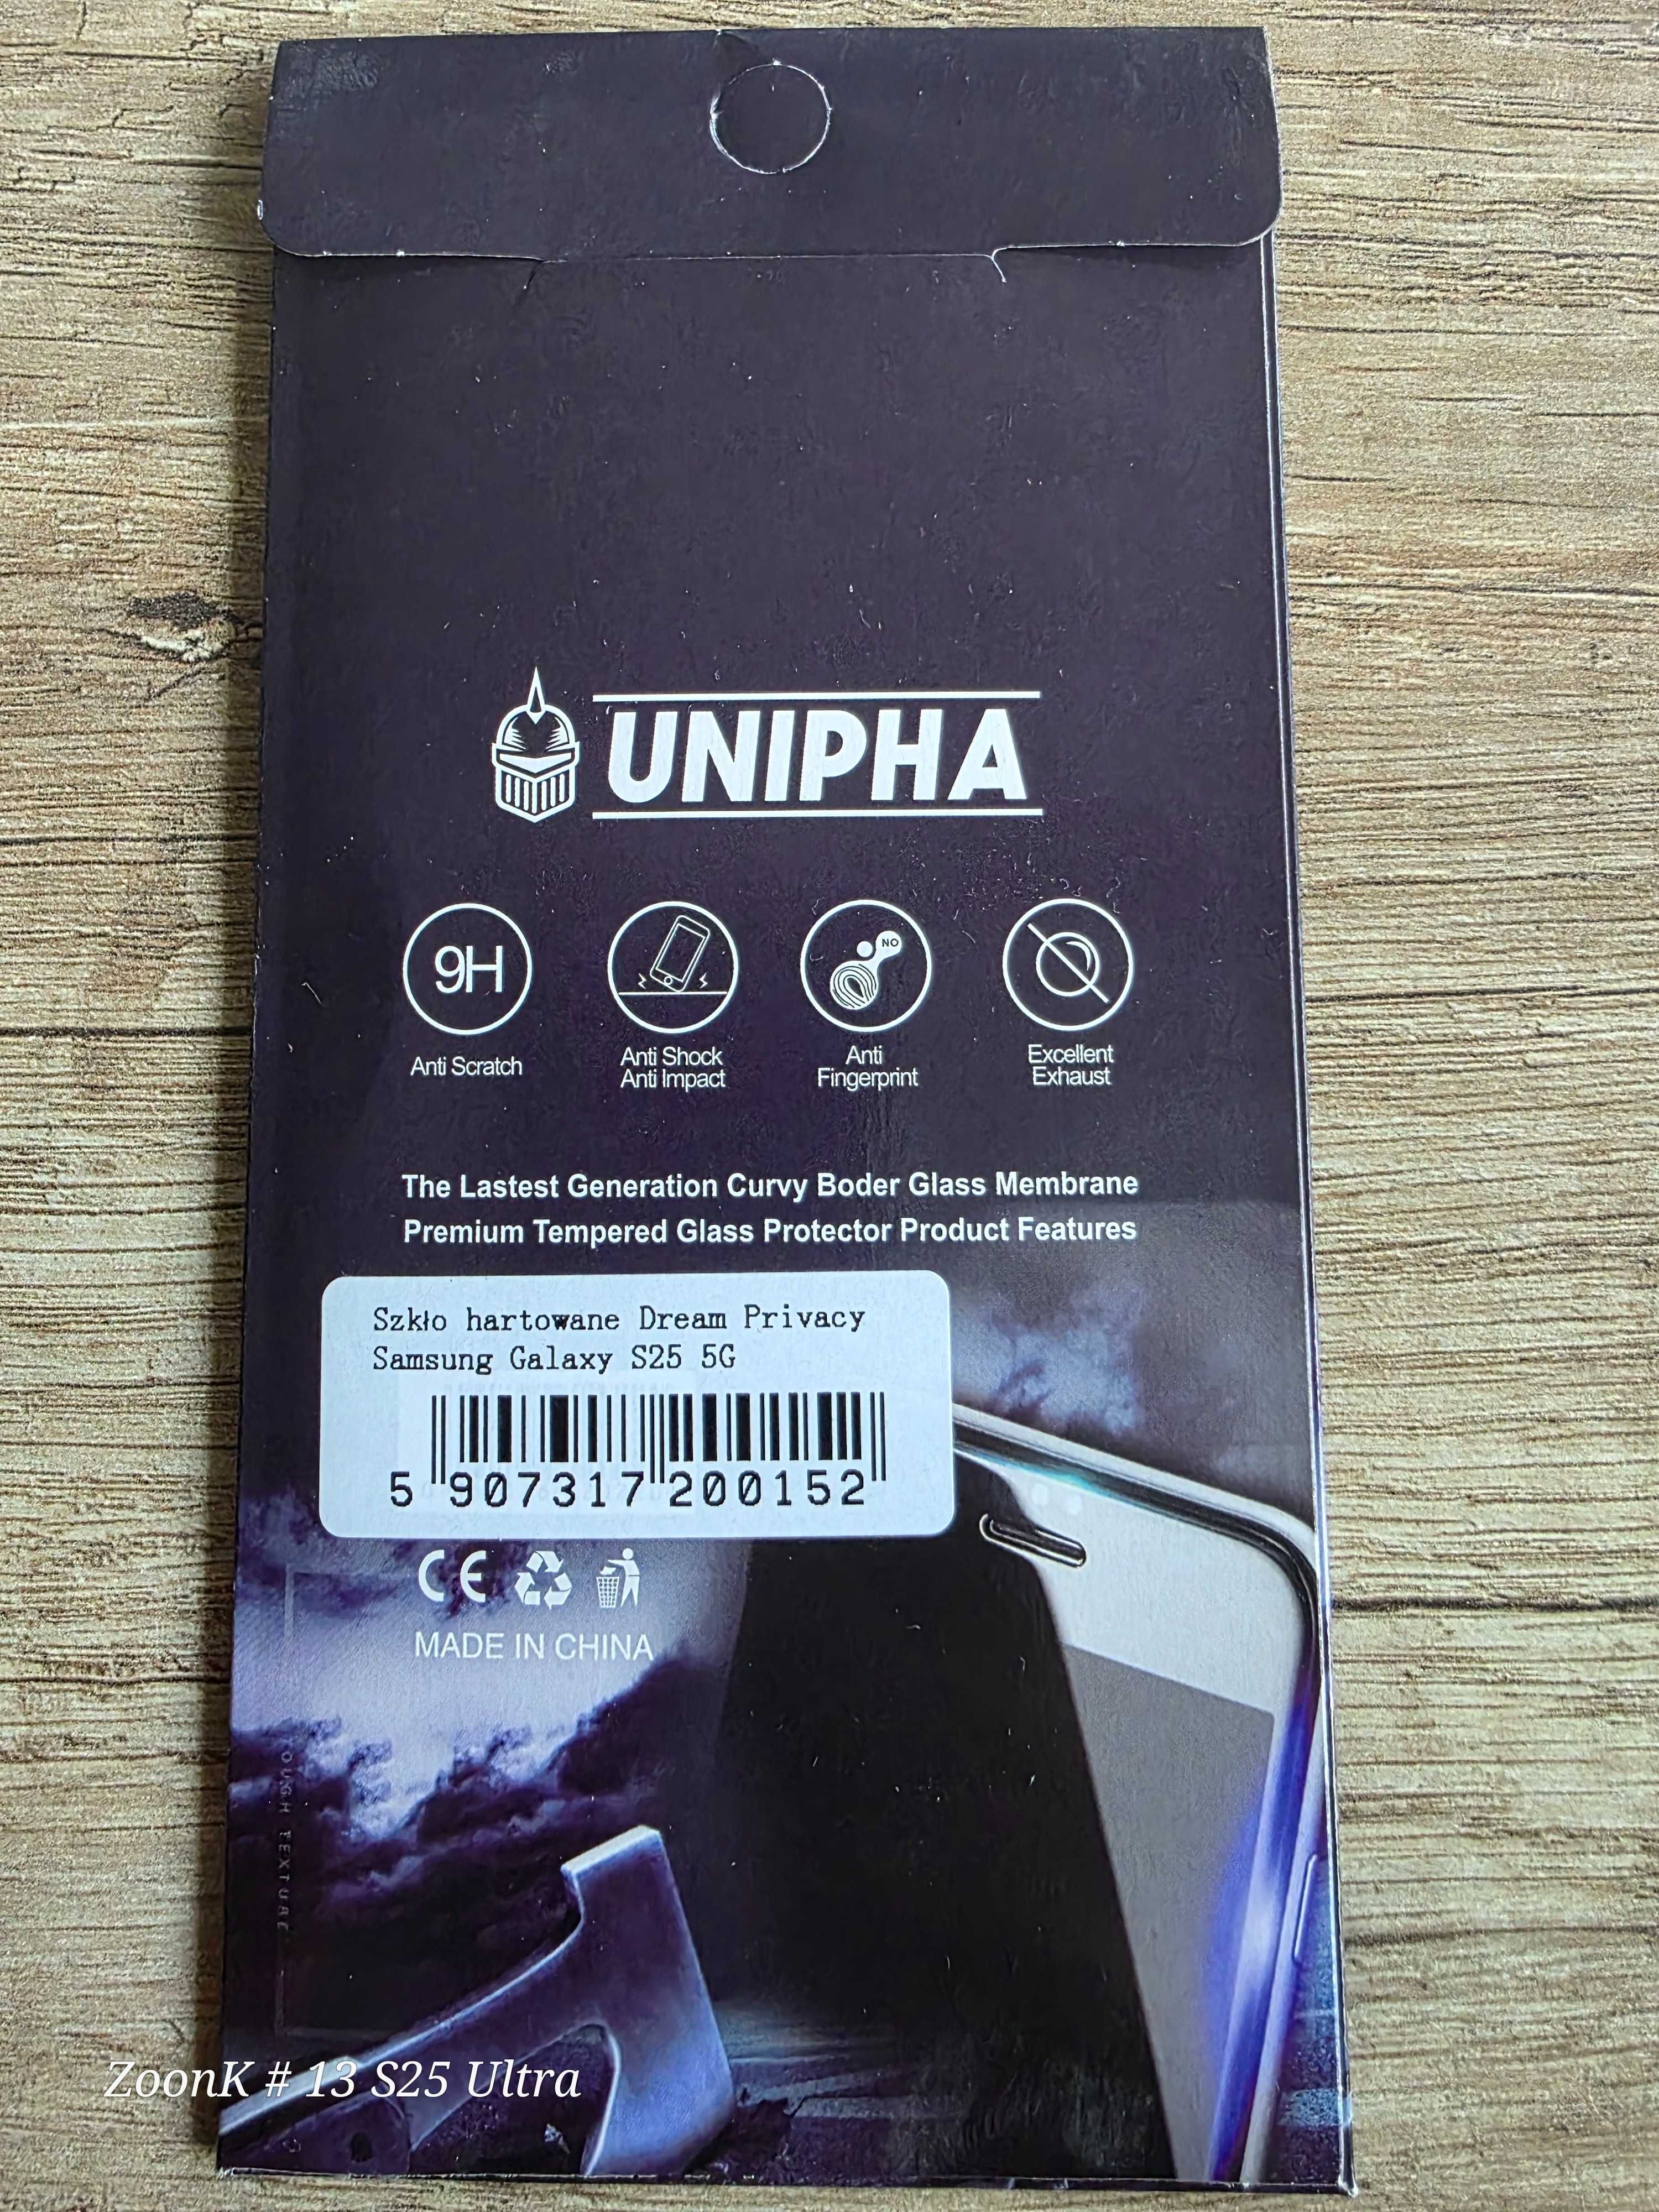 UNIPHA
9H
NO
Anti Scratch
Anti Shock
Anti Impact
Anti
Fingerprint
Excellent
Exhaust
The Lastest Generation Curvy Boder Glass Membrane
Premium Tempered Glass Protector Product Features
Szkło hartowane Dream Privacy
Samsung Galaxy S25 5G
5 907317 200152
CE
MADE IN CHINA
TEXTURE
ZoonK # 13 S25 Ultra